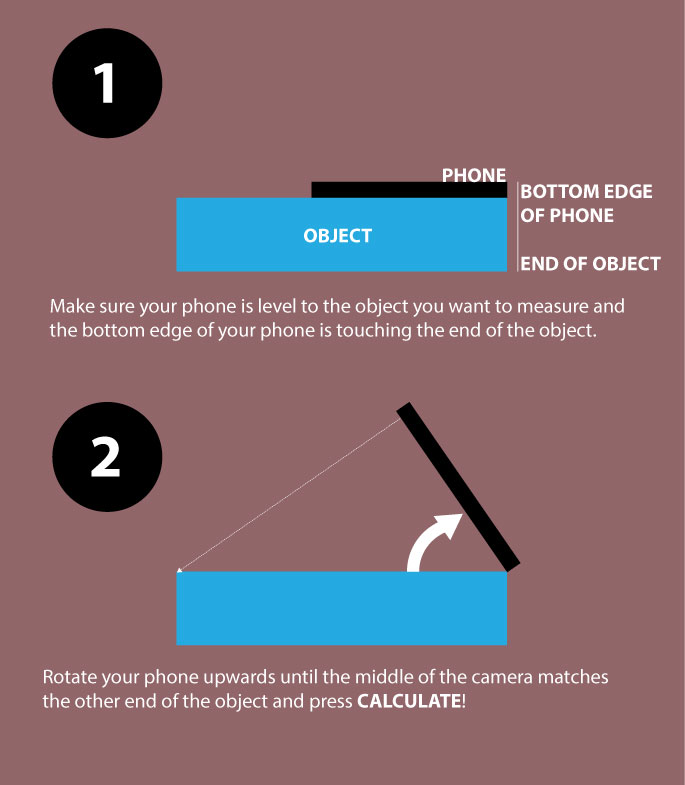 1
PHONE
BOTTOM EDGE
OF PHONE
OBJECT
END OF OBJECT
Make sure your phone is level to the object you want to measure and
the bottom edge of your phone is touching the end of the object.
2
Rotate your phone upwards until the middle of the camera matches
the other end of the object and press CALCULATE!